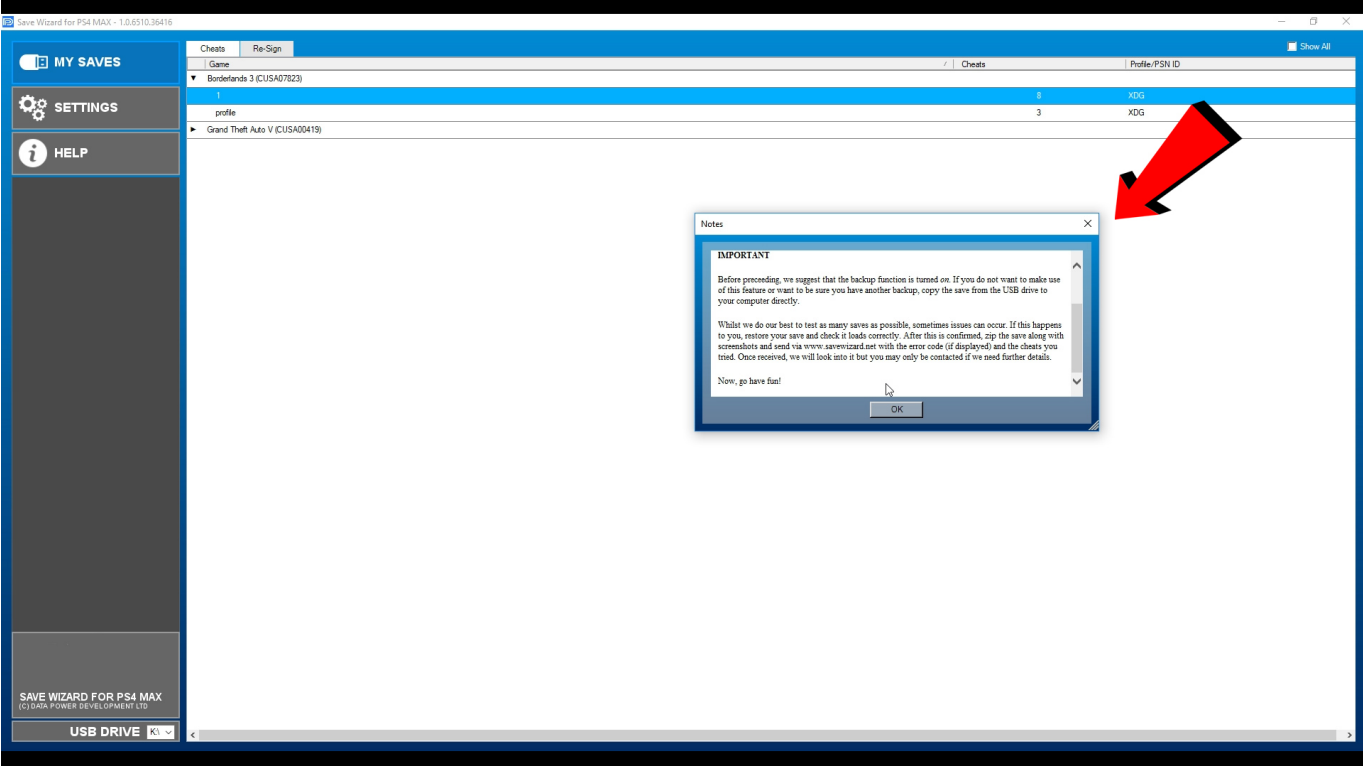 Save Wizard for PS4 MAX - 1.0.6510.36416
MY SAVES
SETTINGS
HELP
Cheats Re-Sign Show All
Game / Cheats Profile/PSN ID
Borderlands 3 (CUSA07823)
1 8 XDG
profile 3 XDG
Grand Theft Auto V (CUSA00419)
Notes
IMPORTANT
Before preceeding, we suggest that the backup function is turned on. If you do not want to make use
of this feature or want to be sure you have another backup, copy the save from the USB drive to
your computer directly.
Whilst we do our best to test as many saves as possible, sometimes issues can occur. If this happens
to you, restore your save and check it loads correctly. After this is confirmed, zip the save along with
screenshots and send via www.savewizard.net with the error code (if displayed) and the cheats you
tried. Once received, we will look into it but you may only be contacted if we need further details.
Now, go have fun!
OK
SAVE WIZARD FOR PS4 MAX
(C) DATA POWER DEVELOPMENT LTD
USB DRIVE K:\